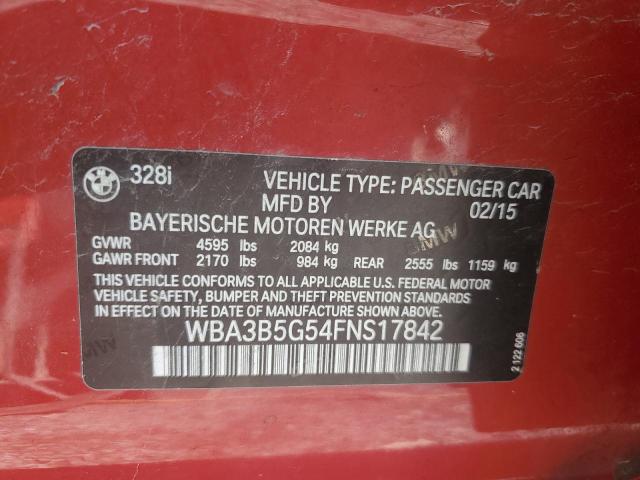 328i
VEHICLE TYPE: PASSENGER CAR
MFD BY 02/15
BAYERISCHE MOTOREN WERKE AG
GVWR 4595 lbs 2084 kg
GAWR FRONT 2170 lbs 984 kg REAR 2555 lbs 1159 kg
THIS VEHICLE CONFORMS TO ALL APPLICABLE U.S. FEDERAL MOTOR
VEHICLE SAFETY, BUMPER AND THEFT PREVENTION STANDARDS
IN EFFECT ON THE DATE OF MANUFACTURE SHOWN ABOVE.
WBA3B5G54FNS17842
2 122 606
BMW
BMW
BMW